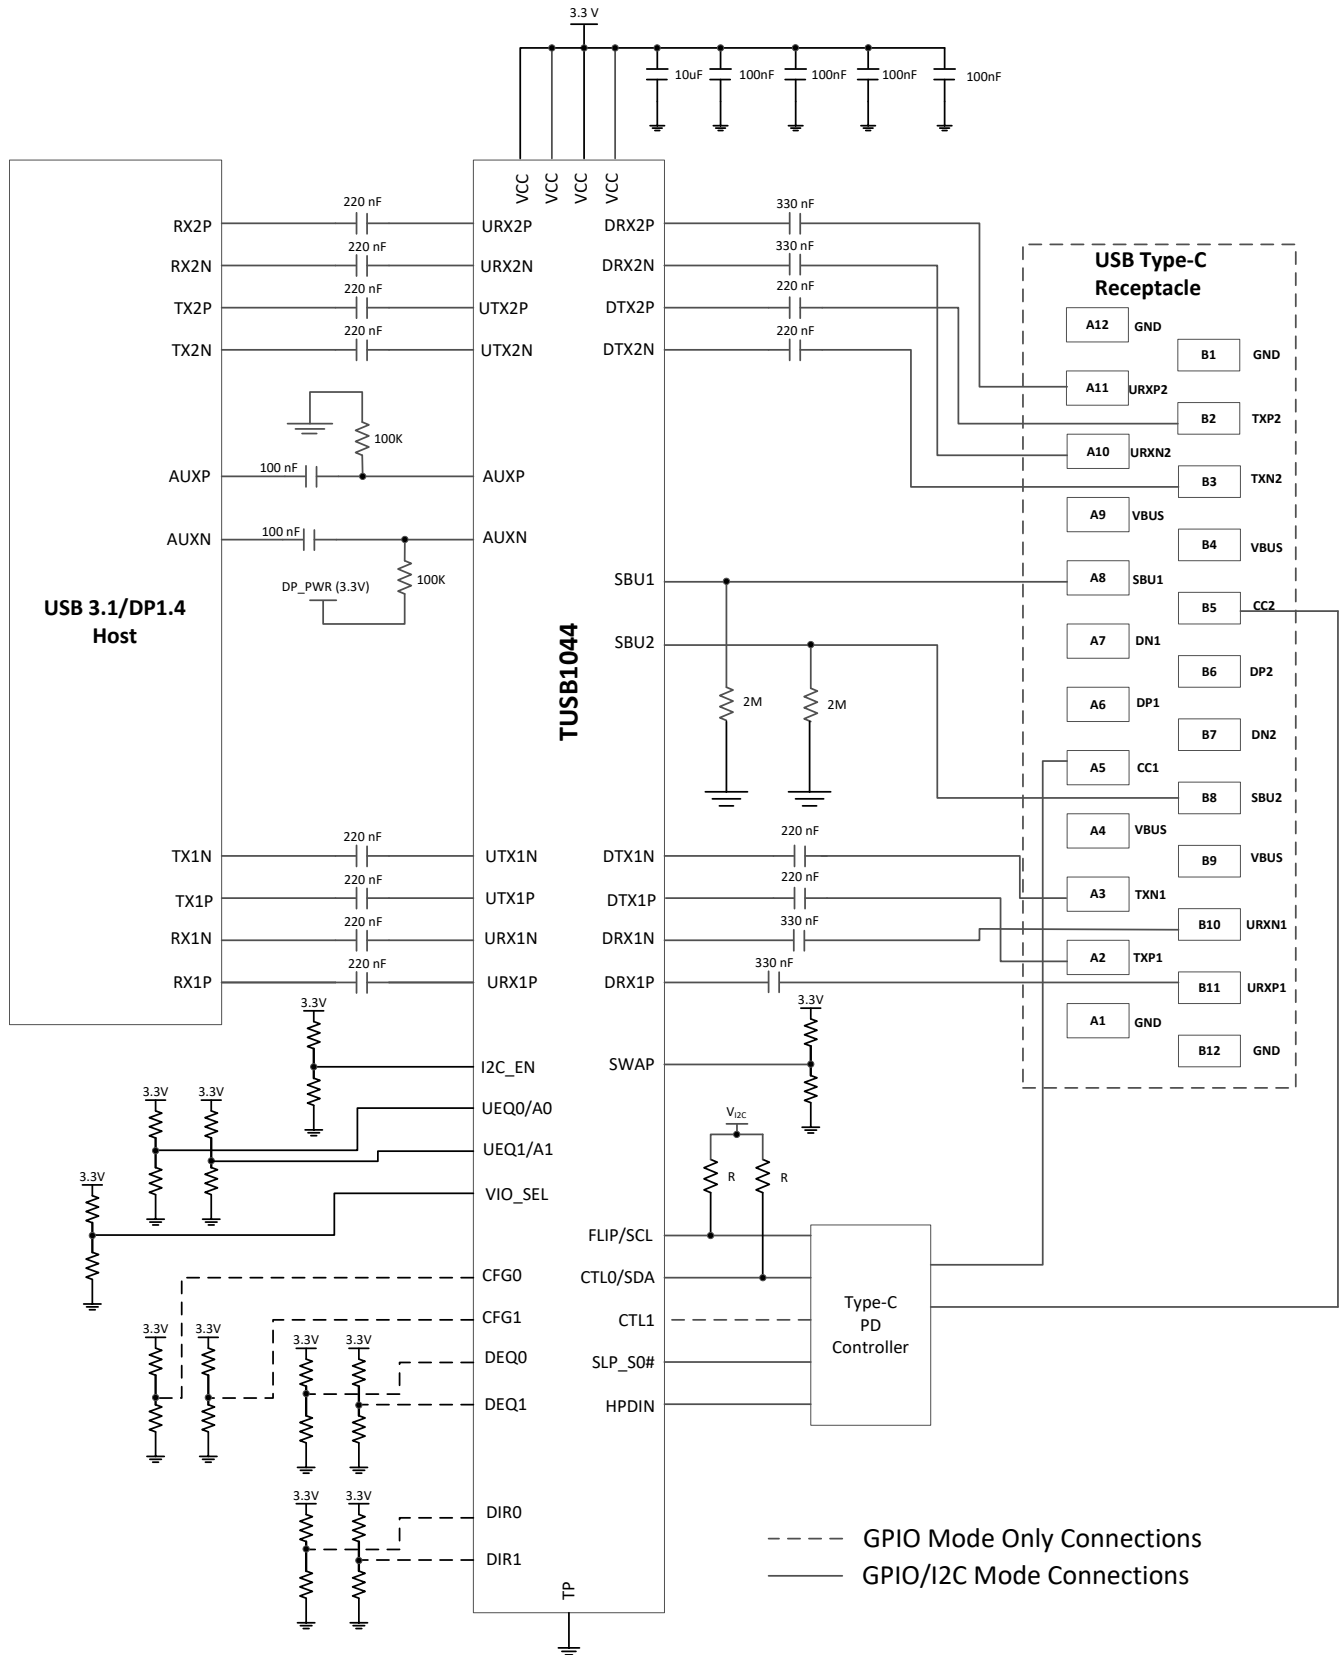 3.3 V
10uF
100nF
100nF
100nF
100nF
VCC
VCC
VCC
VCC
220 nF
330 nF
RX2P
URX2P
DRX2P
220 nF
330 nF
RX2N
URX2N
DRX2N
220 nF
220 nF
TX2P
UTX2P
DTX2P
220 nF
220 nF
TX2N
UTX2N
DTX2N
USB Type-C
Receptacle
A12
GND
B1
GND
A11
URXP2
B2
TXP2
A10
URXN2
B3
TXN2
A9
VBUS
B4
VBUS
A8
SBU1
B5
CC2
A7
DN1
B6
DP2
A6
DP1
B7
DN2
A5
CC1
B8
SBU2
A4
VBUS
B9
VBUS
A3
TXN1
B10
URXN1
A2
TXP1
B11
URXP1
A1
GND
B12
GND
100K
100 nF
AUXP
AUXP
100 nF
AUXN
AUXN
100K
DP_PWR (3.3V)
USB 3.1/DP1.4
Host
TUSB1044
SBU1
SBU2
2M
2M
220 nF
220 nF
TX1N
UTX1N
DTX1N
220 nF
220 nF
TX1P
UTX1P
DTX1P
220 nF
330 nF
RX1N
URX1N
DRX1N
220 nF
330 nF
RX1P
URX1P
DRX1P
3.3V
3.3V
I2C_EN
SWAP
3.3V
3.3V
UEQ0/A0
UEQ1/A1
VI2C
R
R
3.3V
VIO_SEL
FLIP/SCL
CFG0
CTL0/SDA
Type-C
PD
Controller
CFG1
CTL1
3.3V
3.3V
3.3V
3.3V
DEQ0
SLP_S0#
DEQ1
HPDIN
3.3V
3.3V
DIR0
DIR1
TP
GPIO Mode Only Connections
GPIO/I2C Mode Connections